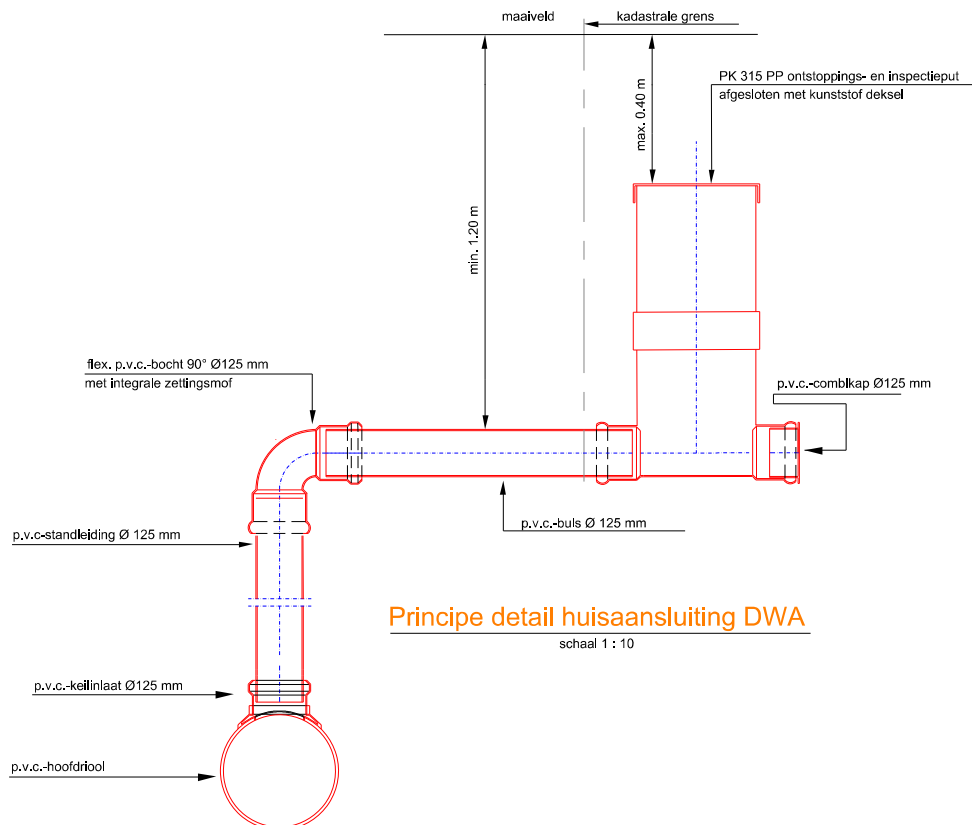 maaiveld
kadastrale grens
PK 315 PP ontstoppings- en inspectieput
afgesloten met kunststof deksel
max. 0.40 m
min. 1.20 m
flex. p.v.c.-bocht 90° Ø125 mm
met integrale zettingsmof
p.v.c.-combikap Ø125 mm
p.v.c.-buis Ø 125 mm
p.v.c-standleiding Ø 125 mm
Principe detail huisaansluiting DWA
schaal 1 : 10
p.v.c.-keilinlaat Ø125 mm
p.v.c.-hoofdriool